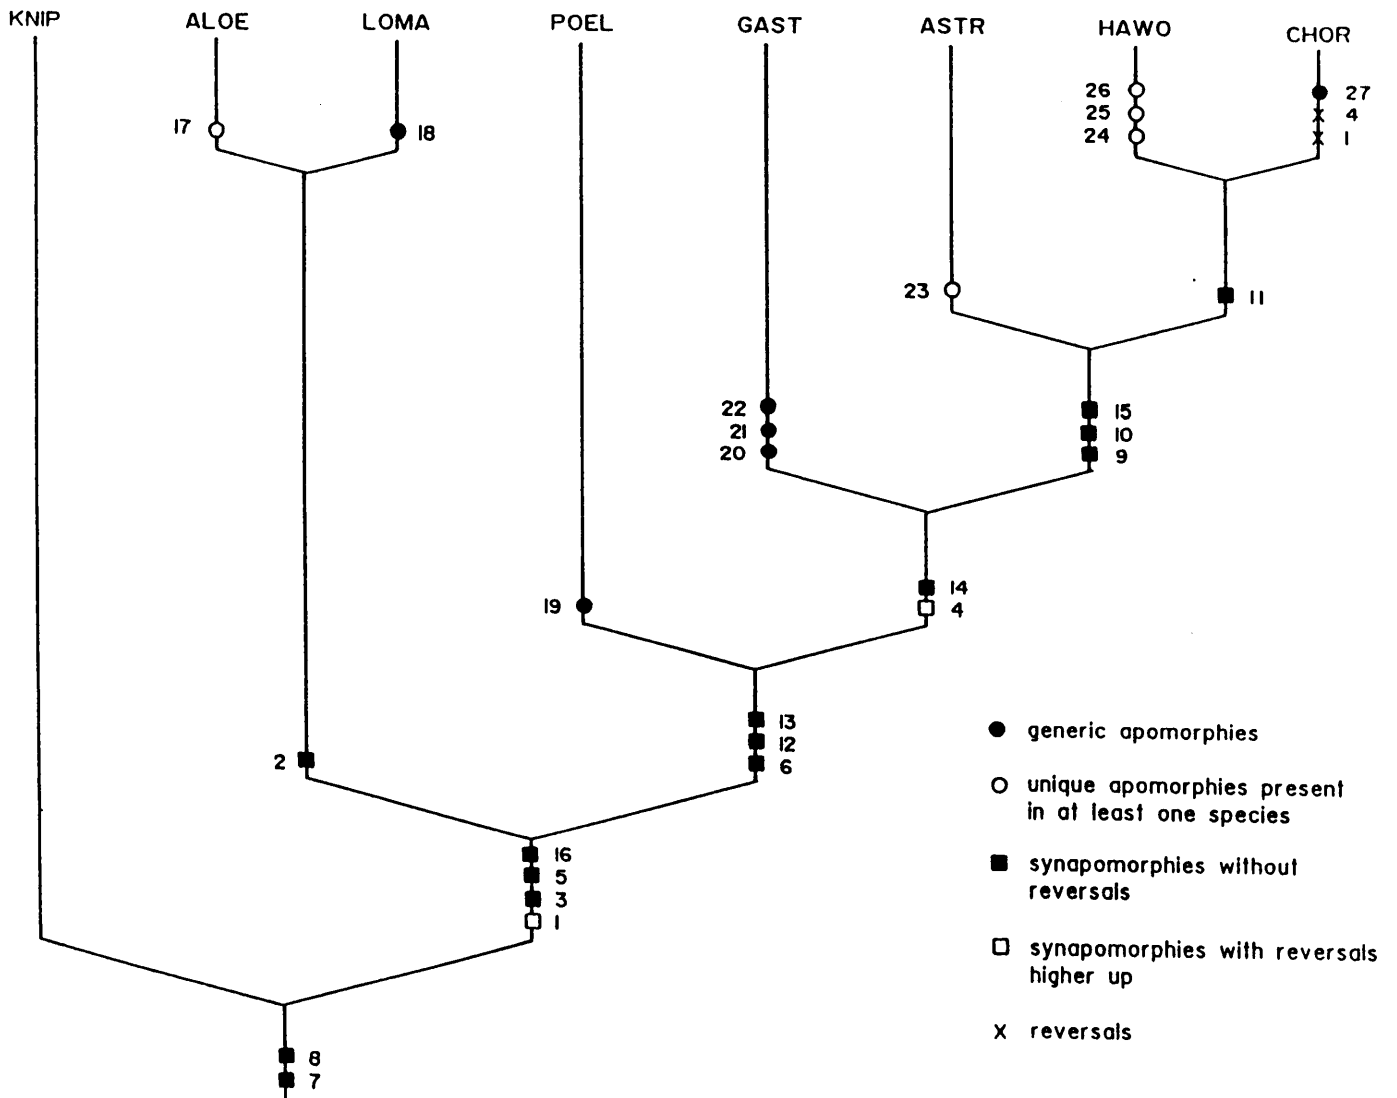 KNIP ALOE LOMA POEL GAST ASTR HAWO CHOR
26 27
25 4
17 18 24 1
23 11
22 15
21 10
20 9
14
19 4
13
12
2 6
16
5
3
1
8
7
generic apomorphies
unique apomorphies present
in at least one species
synapomorphies without
reversals
synapomorphies with reversals
higher up
x reversals